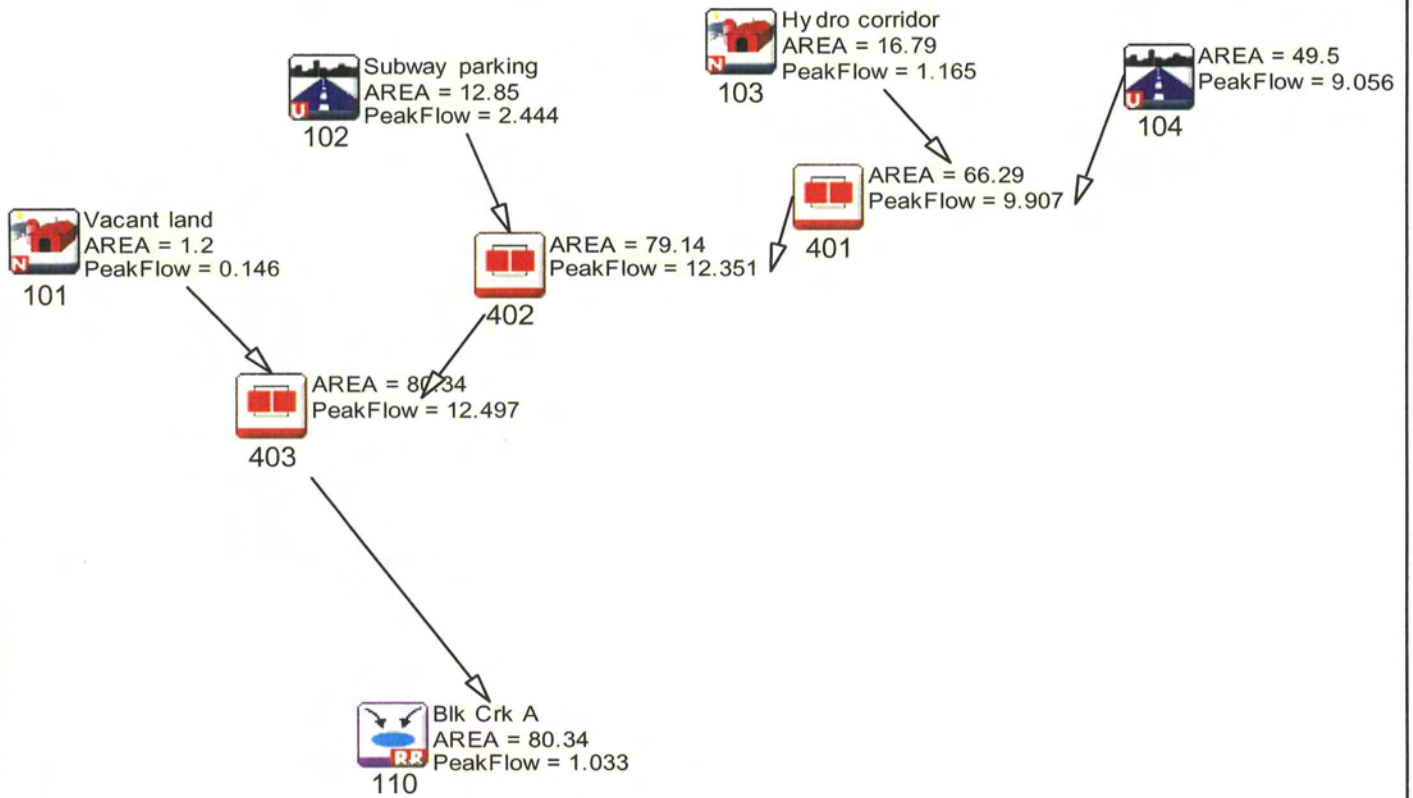 Hydro corridor
AREA = 16.79
PeakFlow = 1.165
N
103
AREA = 49.5
PeakFlow = 9.056
U
104
Subway parking
AREA = 12.85
PeakFlow = 2.444
U
102
AREA = 66.29
PeakFlow = 9.907
401
Vacant land
AREA = 1.2
PeakFlow = 0.146
N
101
AREA = 79.14
PeakFlow = 12.351
402
AREA = 80.34
PeakFlow = 12.497
403
Blk Crk A
AREA = 80.34
PeakFlow = 1.033
RR
110